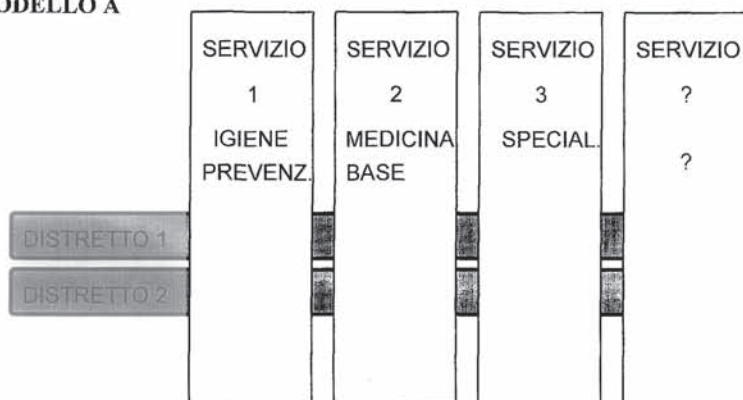 ODELLO A
SERVIZIO
1
IGIENE
PREVENZ.
SERVIZIO
2
MEDICINA
BASE
SERVIZIO
3
SPECIAL.
SERVIZIO
?
?
DISTRETTO 1
DISTRETTO 2